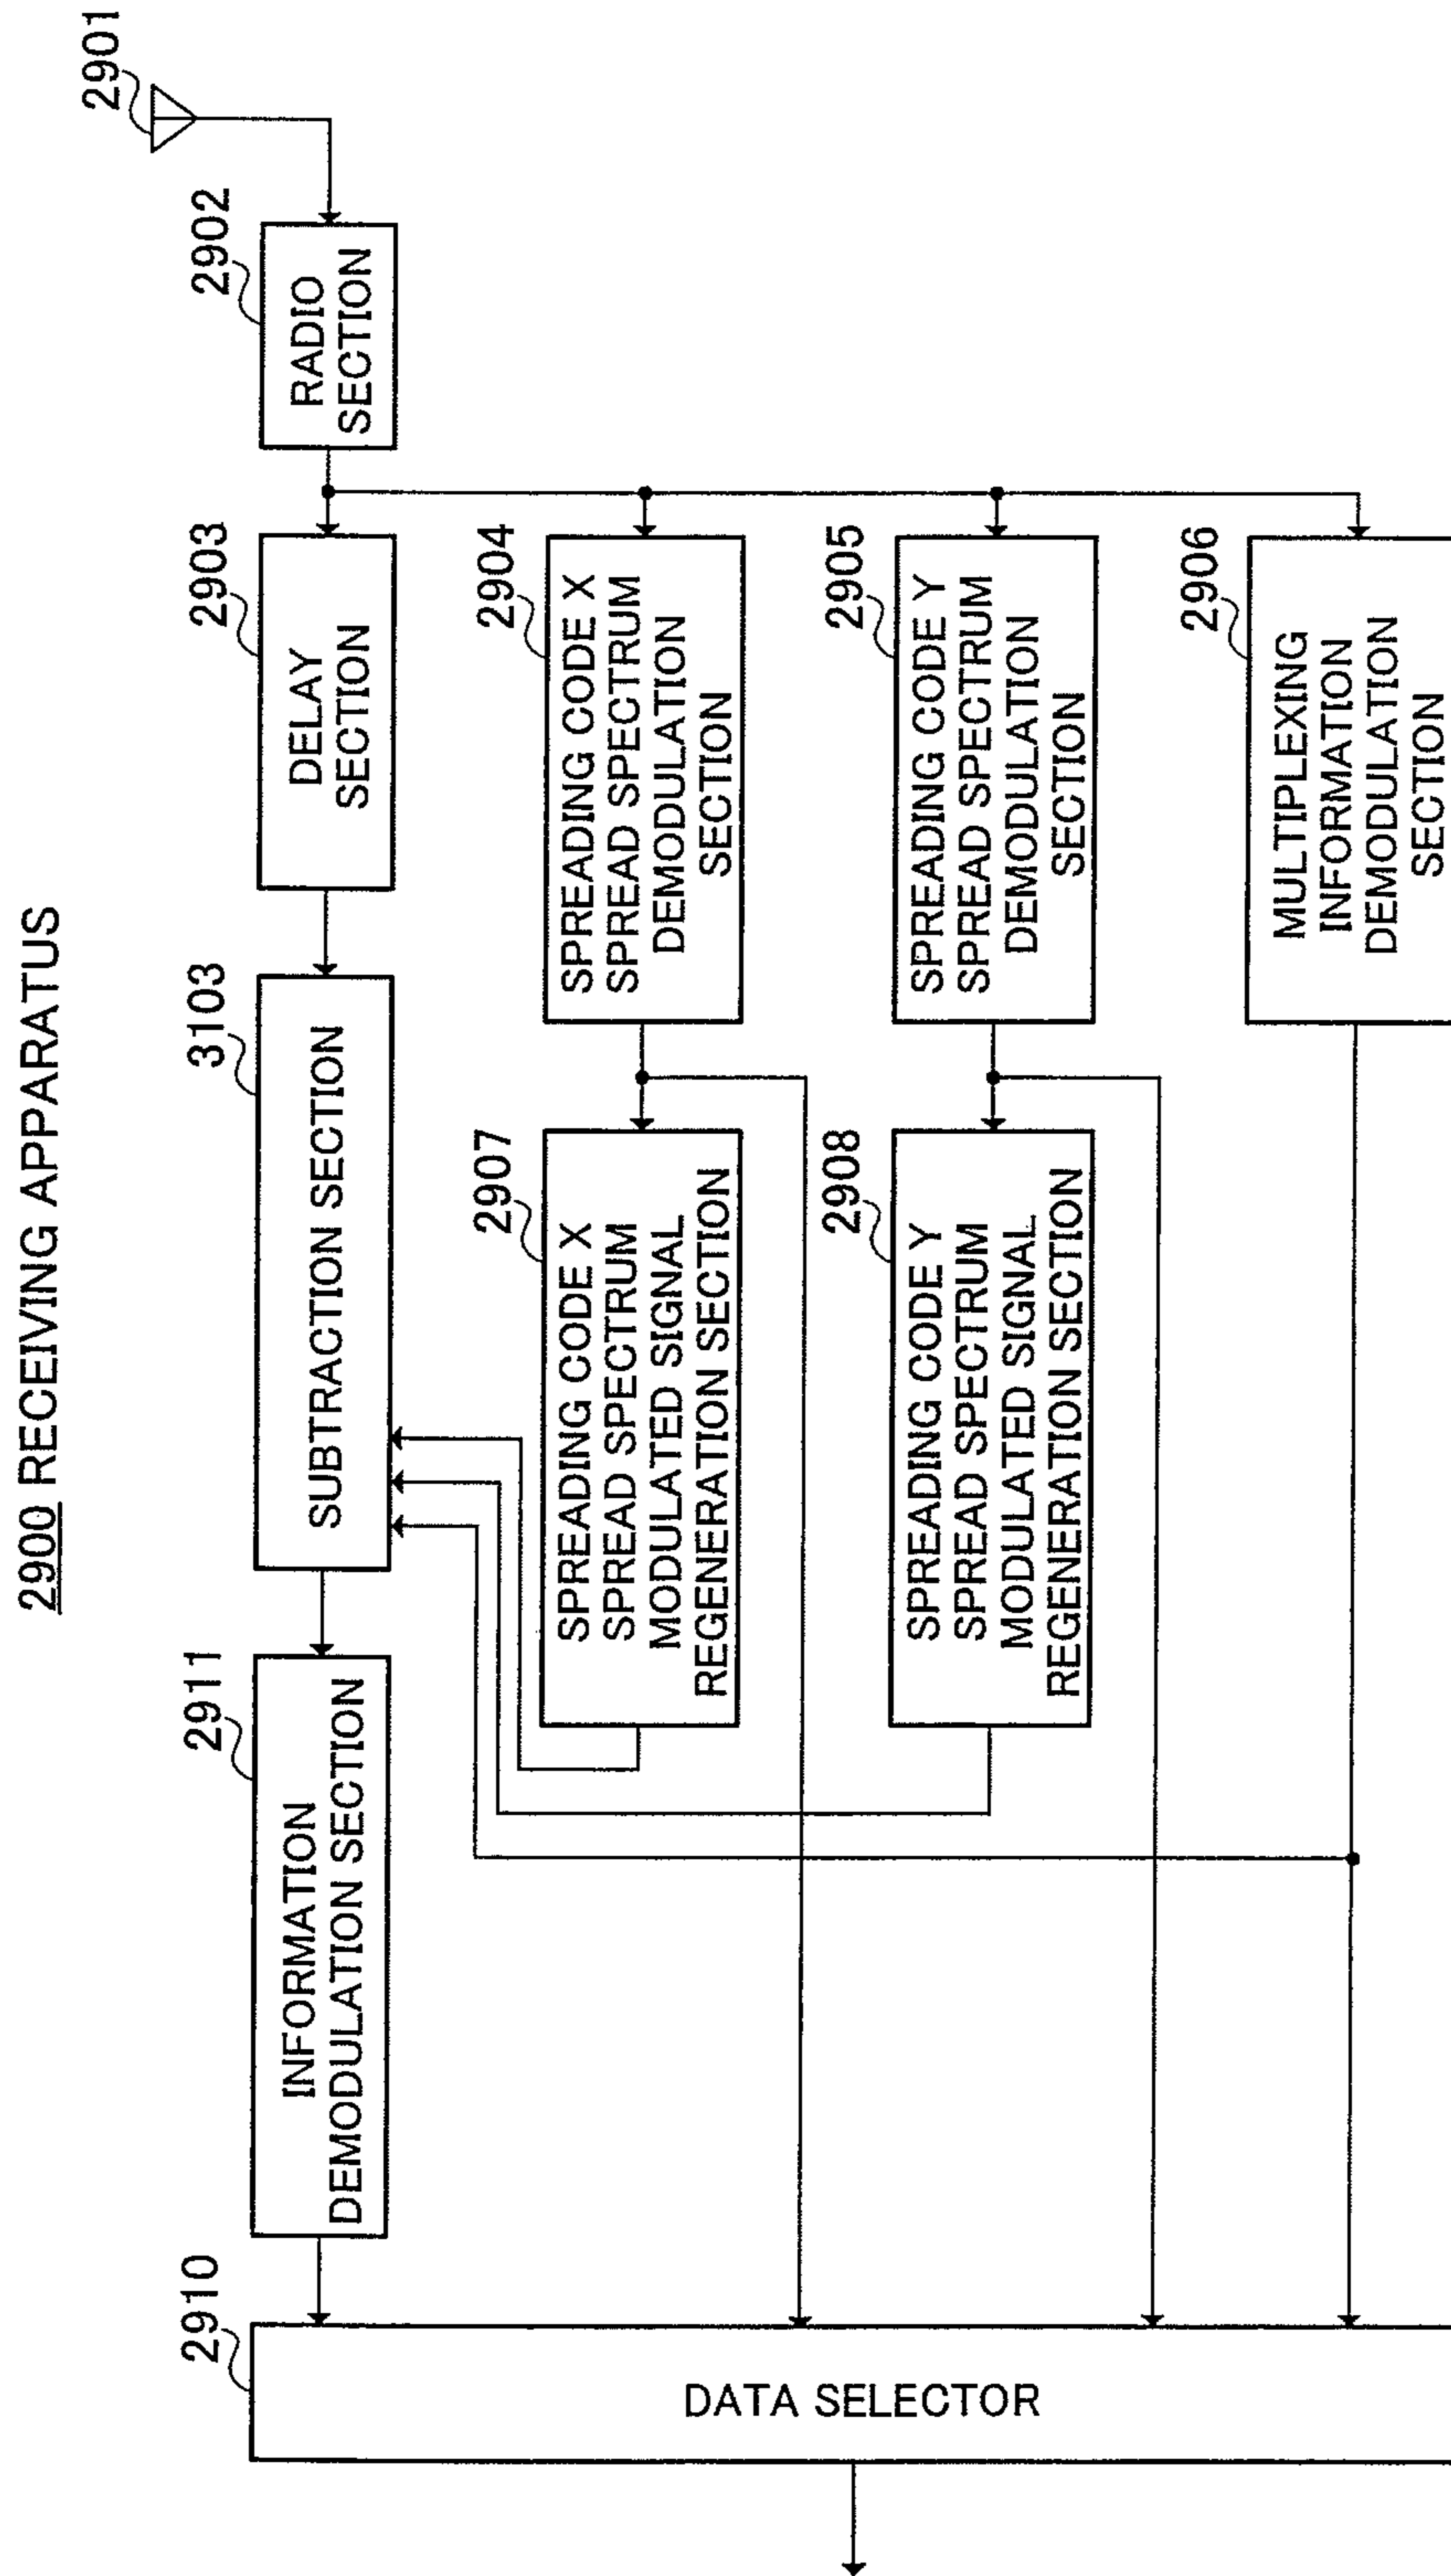 2900 RECEIVING APPARATUS
2901
2902
RADIO
SECTION
2903
DELAY
SECTION
3103
SUBTRACTION SECTION
2911
INFORMATION
DEMODULATION SECTION
2910
DATA SELECTOR
2904
SPREADING CODE X
SPREAD SPECTRUM
DEMODULATION
SECTION
2907
SPREADING CODE X
SPREAD SPECTRUM
MODULATED SIGNAL
REGENERATION SECTION
2905
SPREADING CODE Y
SPREAD SPECTRUM
DEMODULATION
SECTION
2908
SPREADING CODE Y
SPREAD SPECTRUM
MODULATED SIGNAL
REGENERATION SECTION
2906
MULTIPLEXING
INFORMATION
DEMODULATION
SECTION